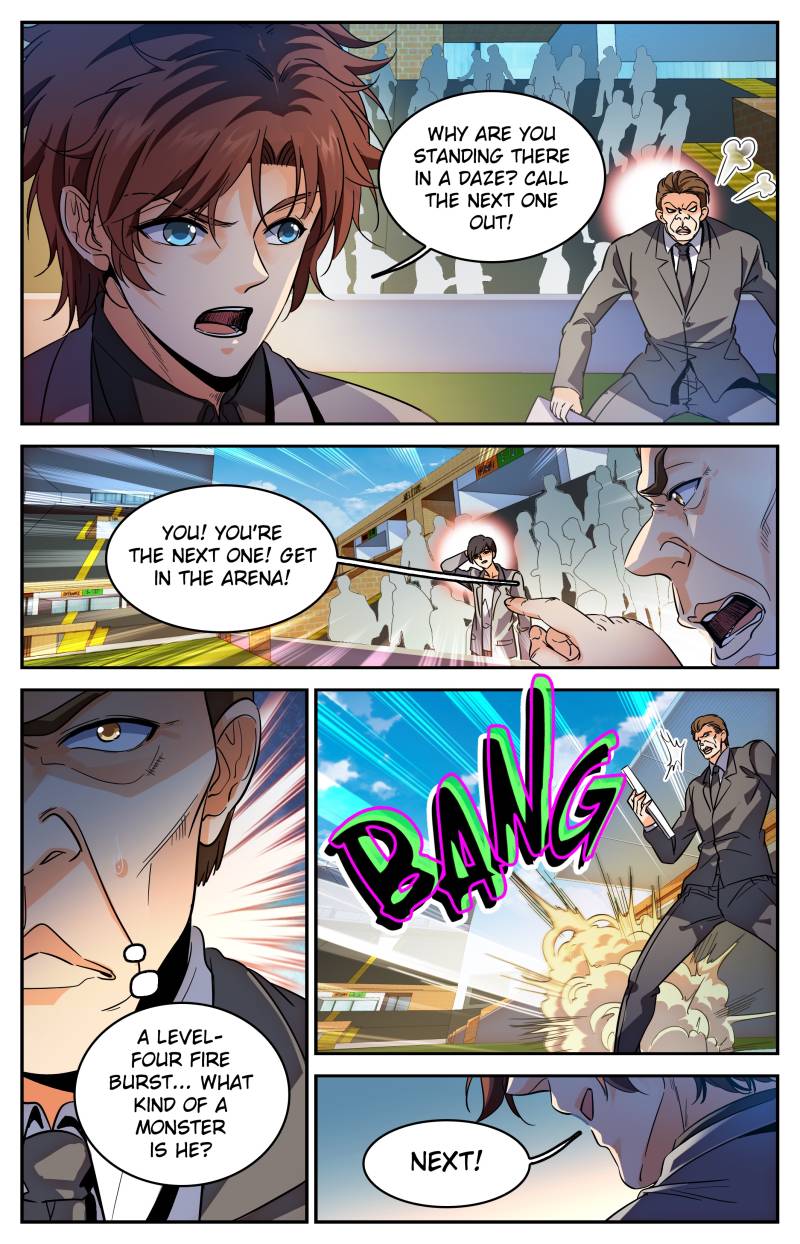 WHY ARE YOU
STANDING THERE
IN A DAZE? CALL
THE NEXT ONE
OUT!
YOU! YOU'RE
THE NEXT ONE! GET
IN THE ARENA!
BANG
A LEVEL-
FOUR FIRE
BURST... WHAT
KIND OF A
MONSTER
IS HE?
NEXT!